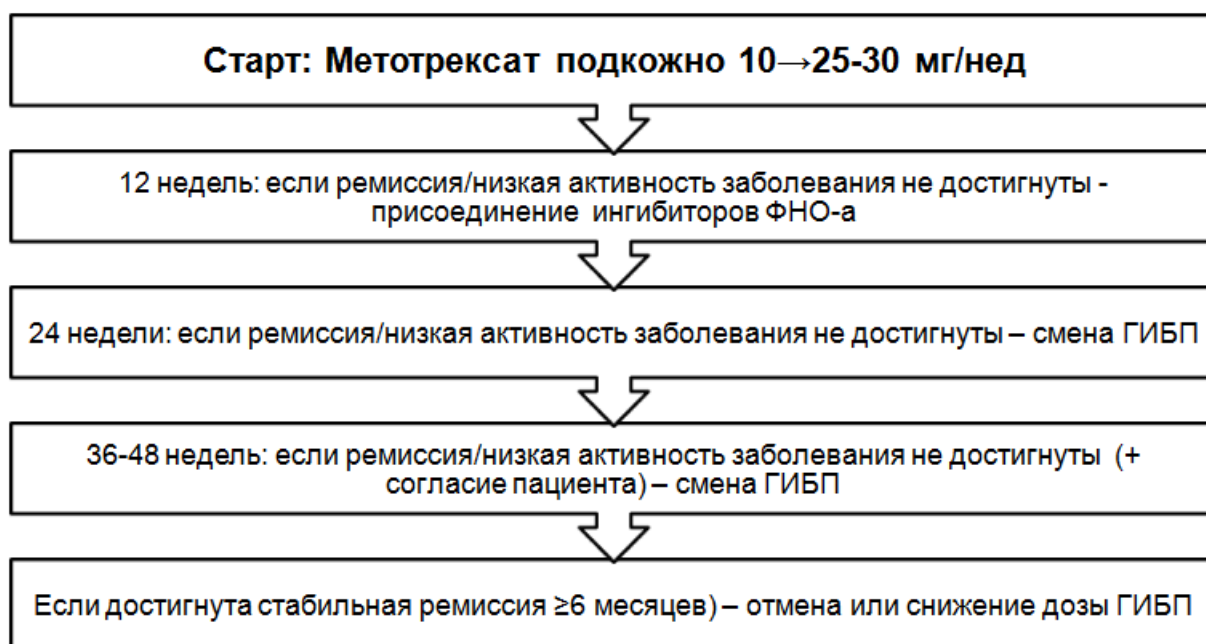 Старт: Метотрексат подкожно 10→25-30 мг/нед
12 недель: если ремиссия/низкая активность заболевания не достигнуты -
присоединение ингибиторов ФНО-а
24 недели: если ремиссия/низкая активность заболевания не достигнуты – смена ГИБП
36-48 недель: если ремиссия/низкая активность заболевания не достигнуты (+
согласие пациента) – смена ГИБП
Если достигнута стабильная ремиссия ≥6 месяцев) – отмена или снижение дозы ГИБП